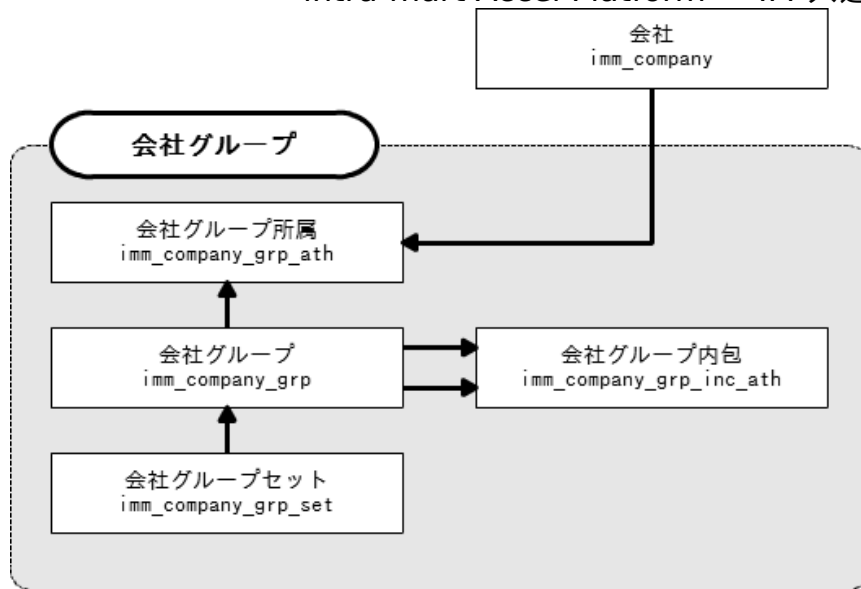 会社
imm_company
会社グループ
会社グループ所属
imm_company_grp_ath
会社グループ
imm_company_grp
会社グループ内包
imm_company_grp_inc_ath
会社グループセット
imm_company_grp_set